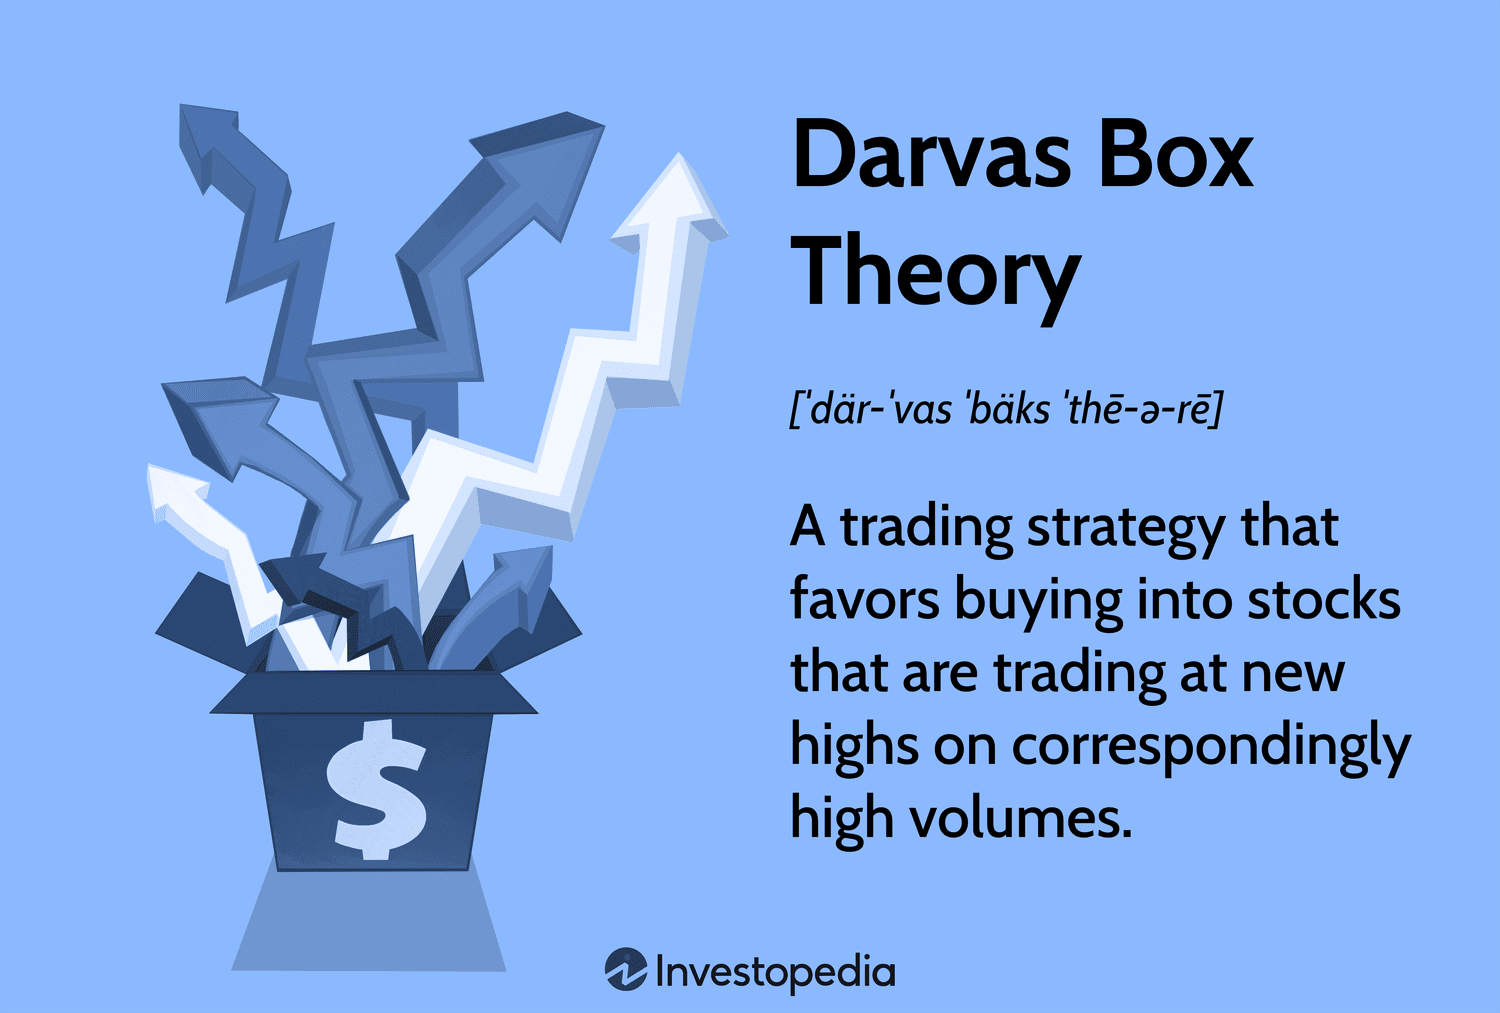 Darvas Box
Theory
[ˈdär-ˈvas ˈbäks ˈthē-ə-rē]
A trading strategy that
favors buying into stocks
that are trading at new
highs on correspondingly
high volumes.
$
Investopedia